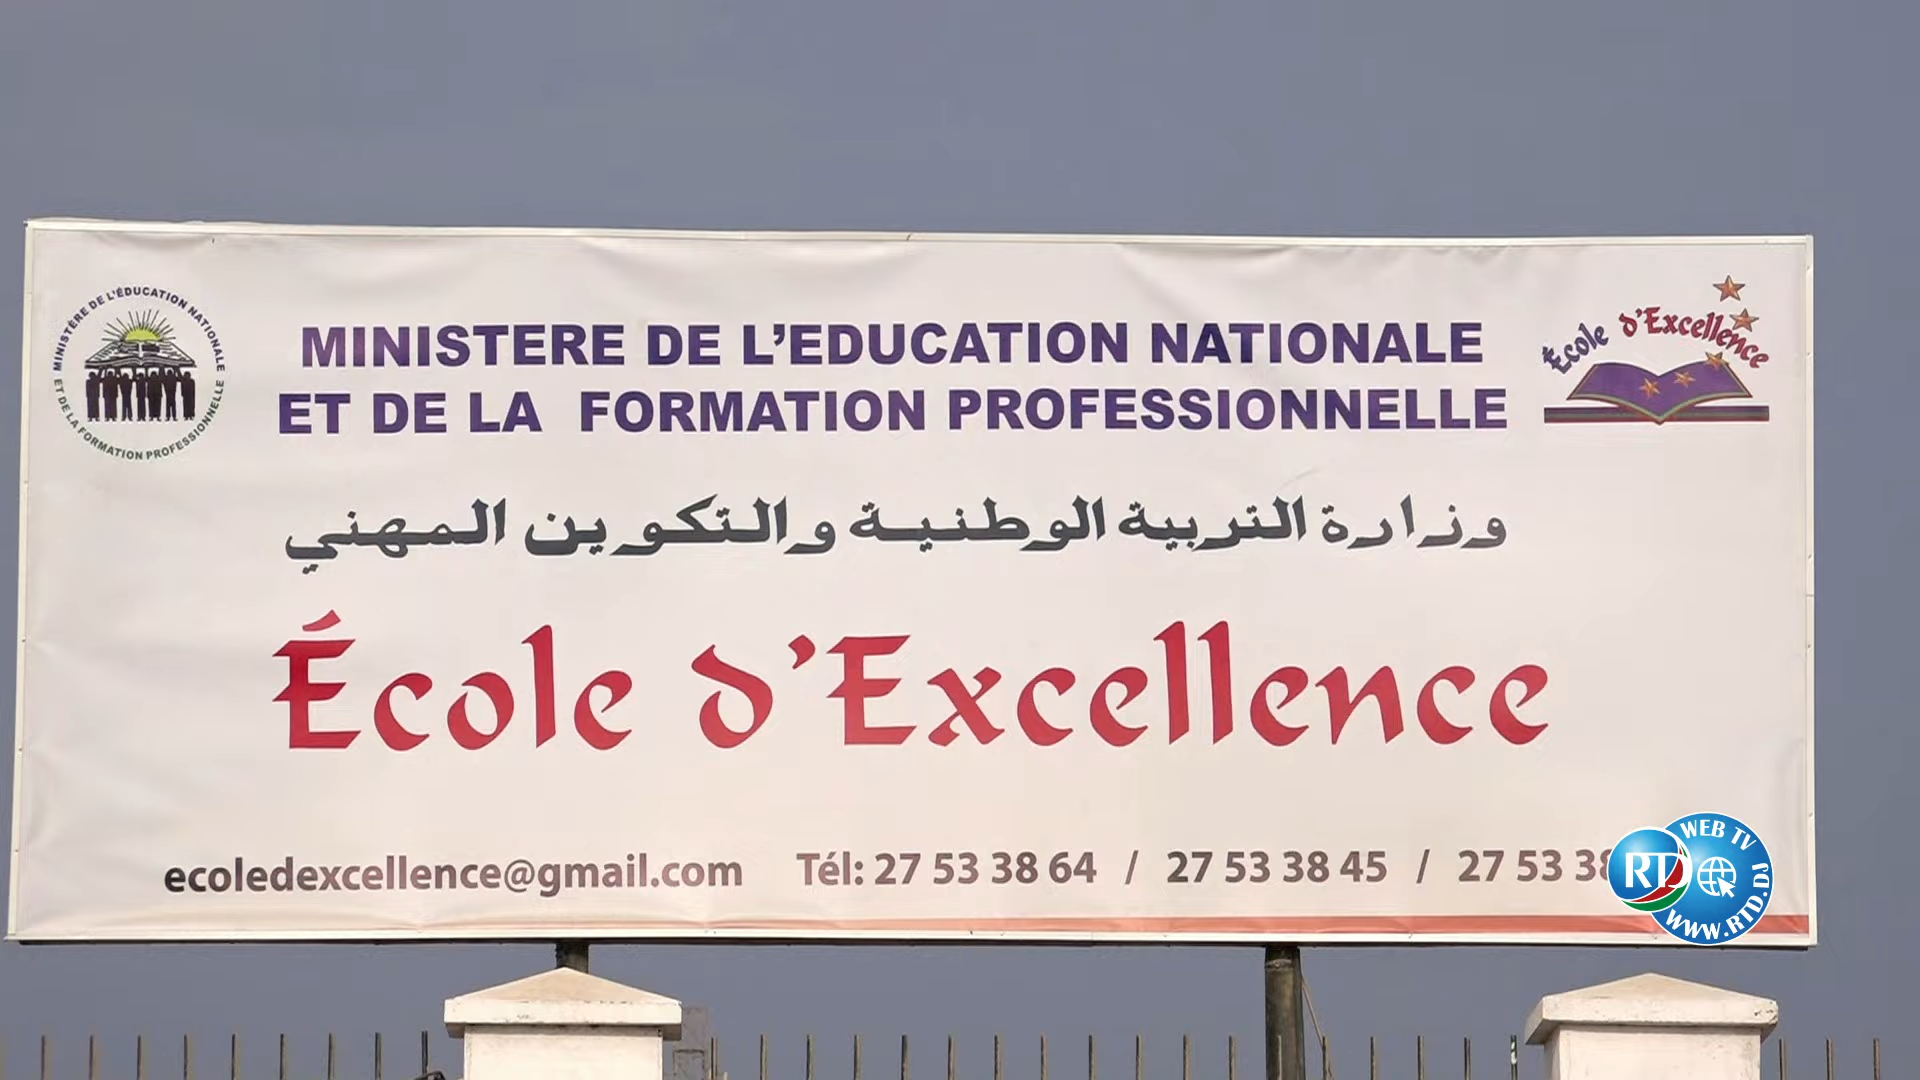 MINISTÈRE DE L'ÉDUCATION NATIONALE
ET DE LA FORMATION PROFESSIONNELLE
MINISTERE DE L'EDUCATION NATIONALE
ET DE LA FORMATION PROFESSIONNELLE
École d'Excellence
وزارة التربية الوطنية والتكوين المهني
École d'Excellence
ecoledexcellence@gmail.com Tél: 27 53 38 64 / 27 53 38 45 / 27 53
WEB TV
RTD
WWW.RTD.DJ